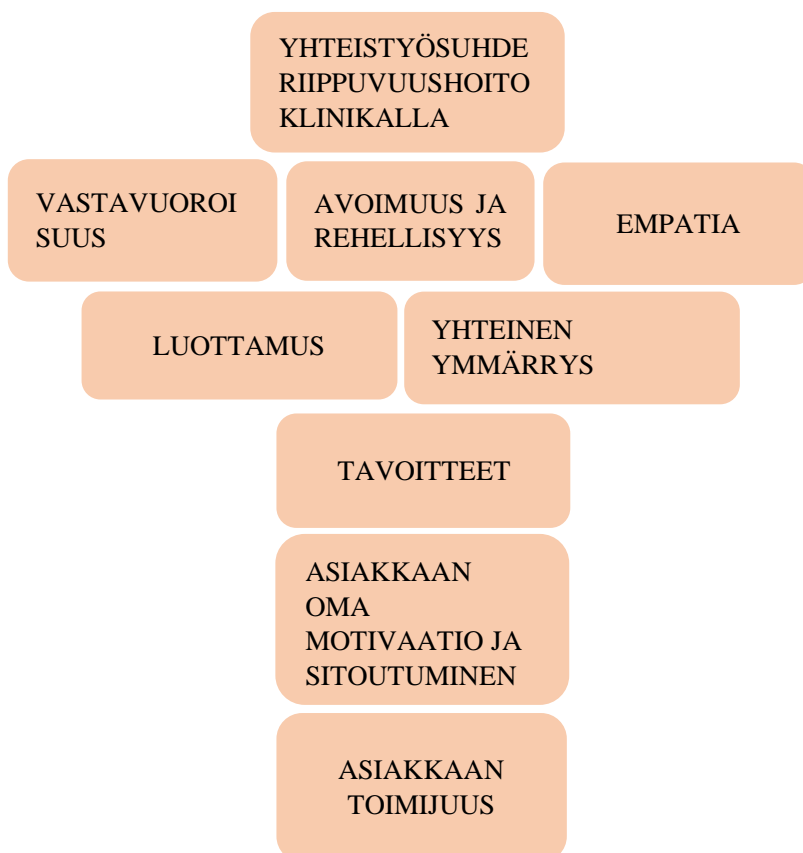 YHTEISTYÖSUHDE
RIIPPUVUUSHOITO
KLINIKALLA
VASTAVUOROI
SUUS
AVOIMUUS JA
REHELLISYYS
EMPATIA
LUOTTAMUS
YHTEINEN
YMMÄRRYS
TAVOITTEET
ASIAKKAAN
OMA
MOTIVAATIO JA
SITOUTUMINEN
ASIAKKAAN
TOIMIJUUS